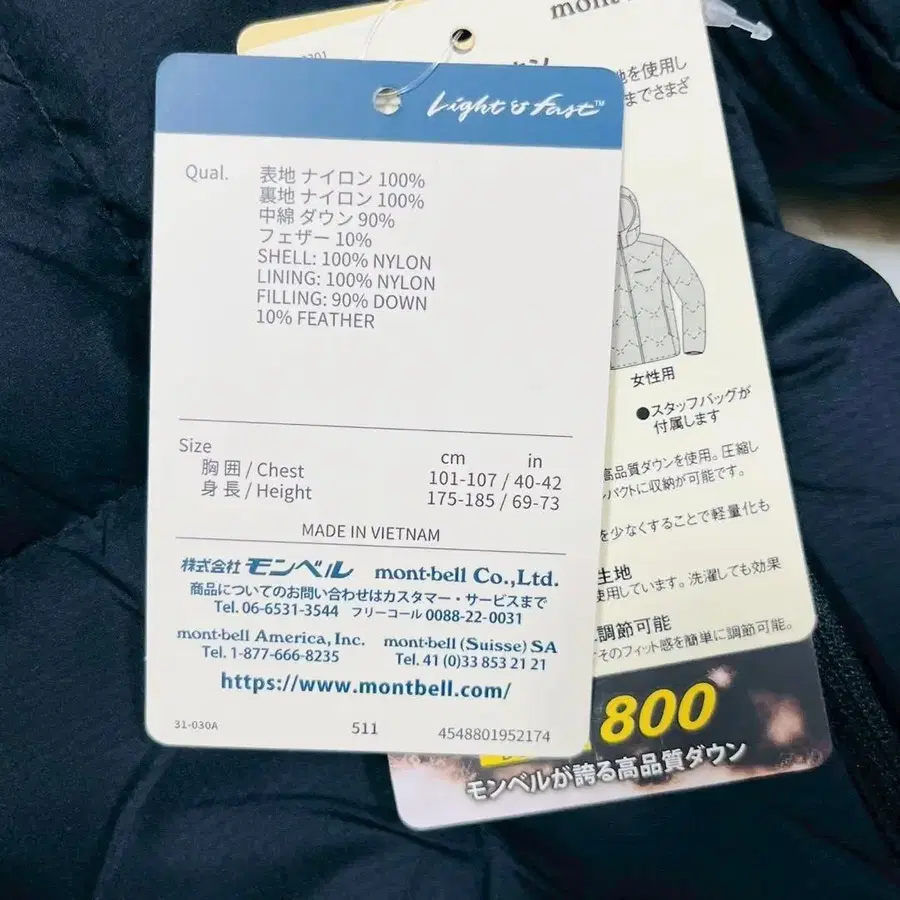 Light & Fast™
Qual. 表地 ナイロン 100%
裏地 ナイロン 100%
中綿 ダウン 90%
フェザー 10%
SHELL: 100% NYLON
LINING: 100% NYLON
FILLING: 90% DOWN
10% FEATHER
Size cm in
胸 囲 / Chest 101-107 / 40-42
身 長 / Height 175-185 / 69-73
MADE IN VIETNAM
株式会社 モンベル mont-bell Co.,Ltd.
商品についてのお問い合わせはカスタマー・サービスまで
Tel. 06-6531-3544 フリーコール 0088-22-0031
mont-bell America, Inc. mont-bell (Suisse) SA
Tel. 1-877-666-8235 Tel. 41 (0)33 853 21 21
https://www.montbell.com/
31-030A 511 4548801952174
を使用し
までさまざ
女性用
●スタッフバッグが
付属します
高品質ダウンを使用。圧縮し
パクトに収納が可能です。
を少なくすることで軽量化も
生地
使用しています。洗濯しても効果
調節可能
そのフィット感を簡単に調節可能。
800
モンベルが誇る高品質ダウン